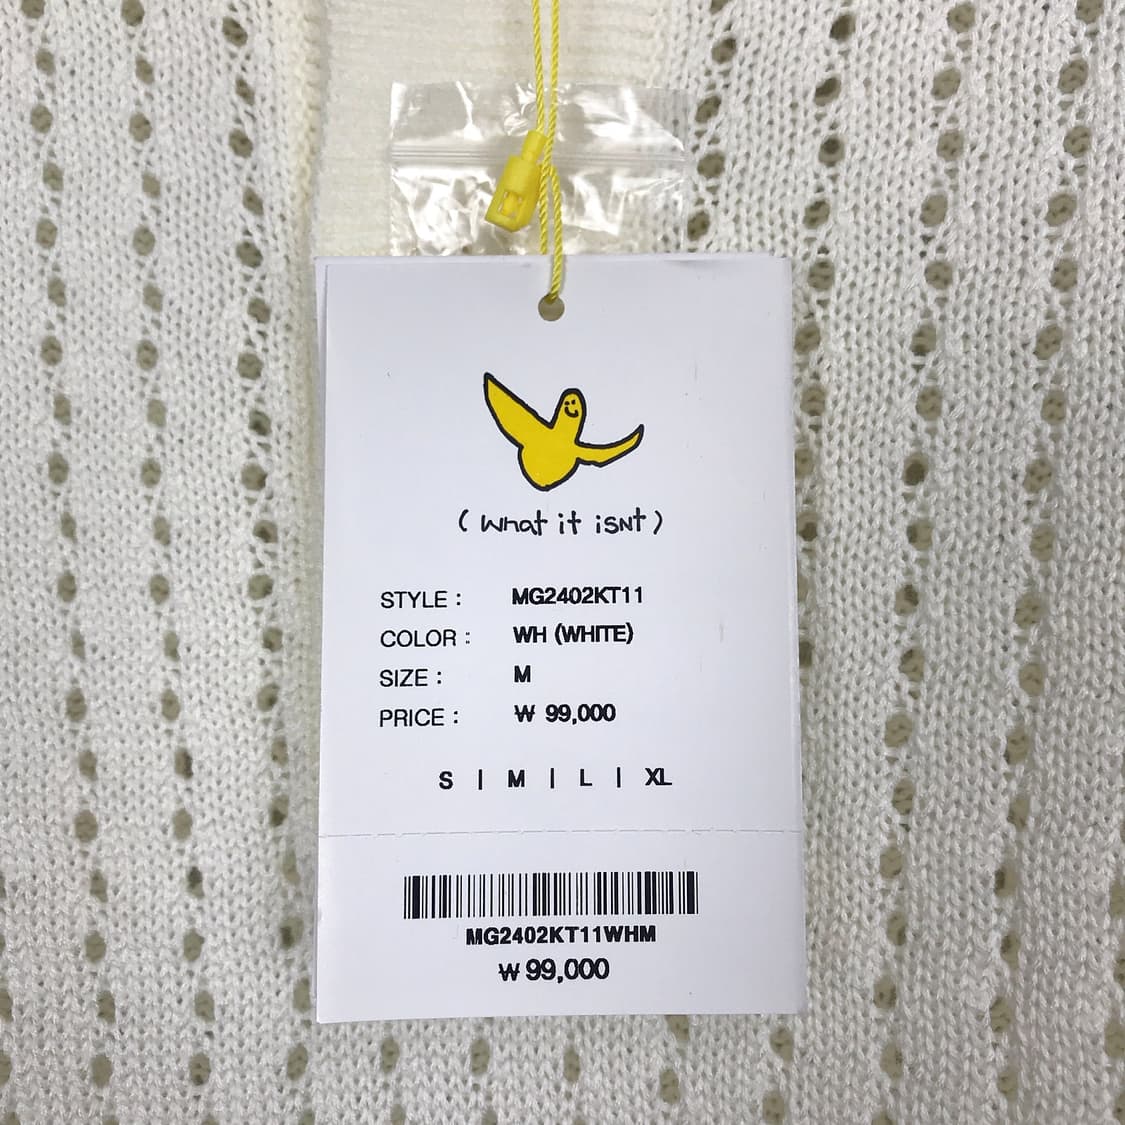 (What it isNt)
STYLE : MG2402KT11
COLOR : WH (WHITE)
SIZE : M
PRICE : ₩ 99,000
S | M | L | XL
MG2402KT11WHM
₩ 99,000